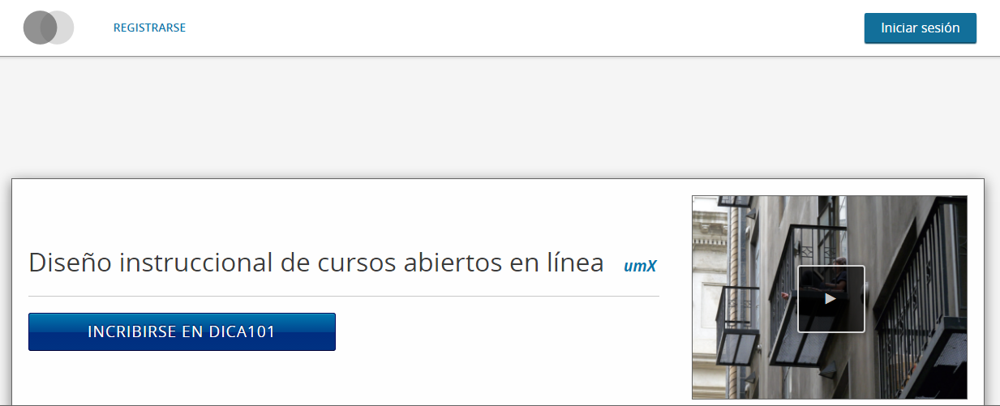 REGISTRARSE
Iniciar sesión
Diseño instruccional de cursos abiertos en línea umX
INCRIBIRSE EN DICA101